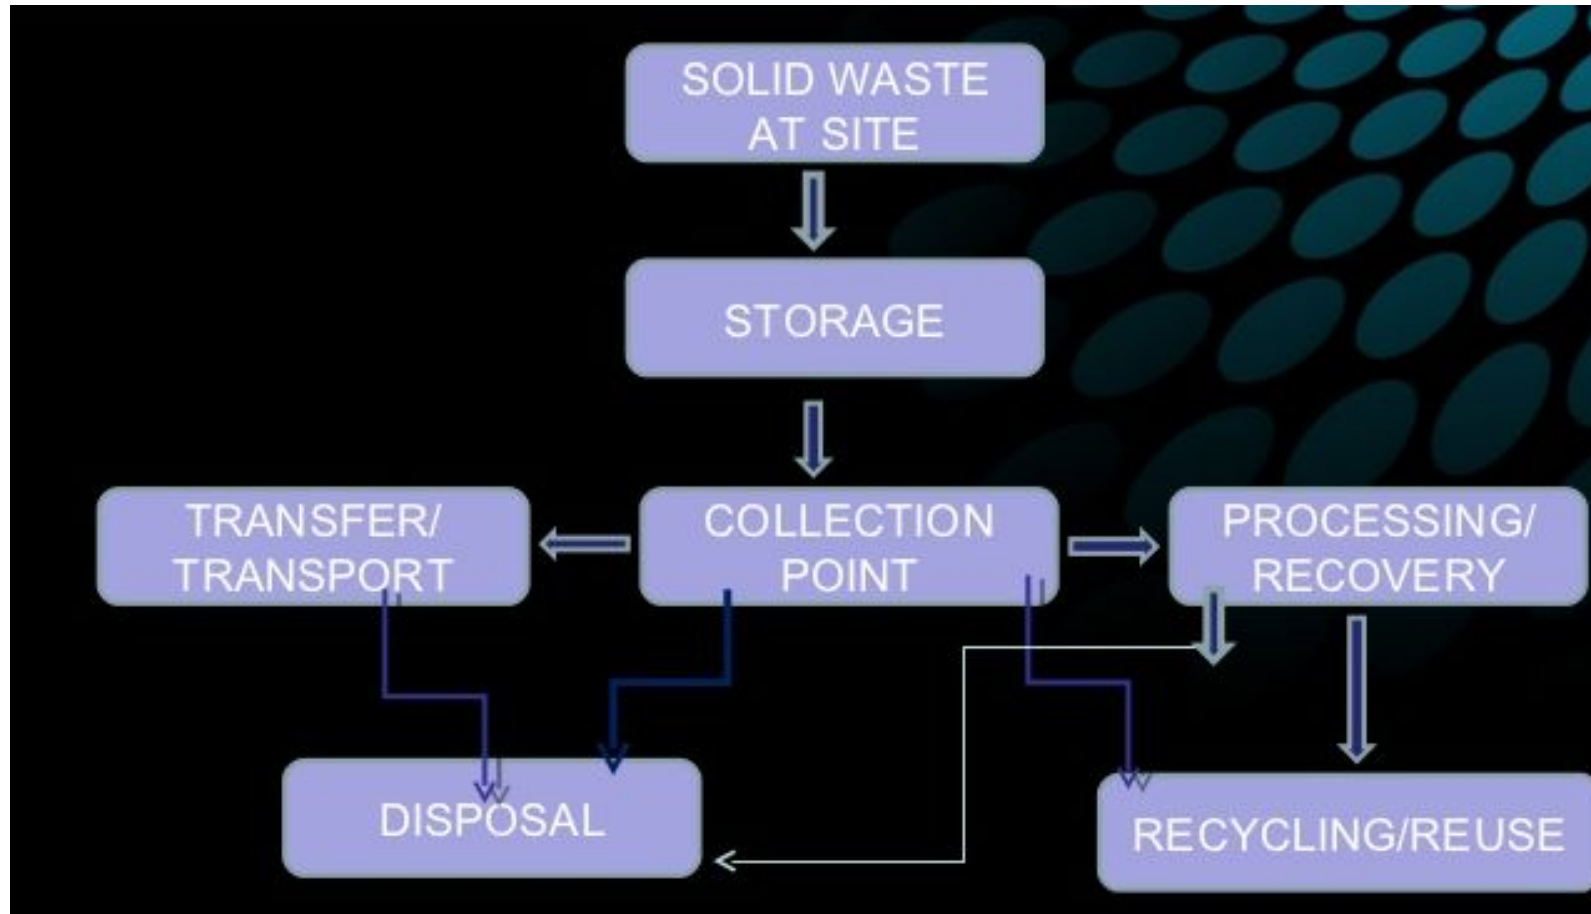 SOLID WASTE
AT SITE
STORAGE
TRANSFER/
TRANSPORT
COLLECTION
POINT
PROCESSING/
RECOVERY
DISPOSAL
RECYCLING/REUSE